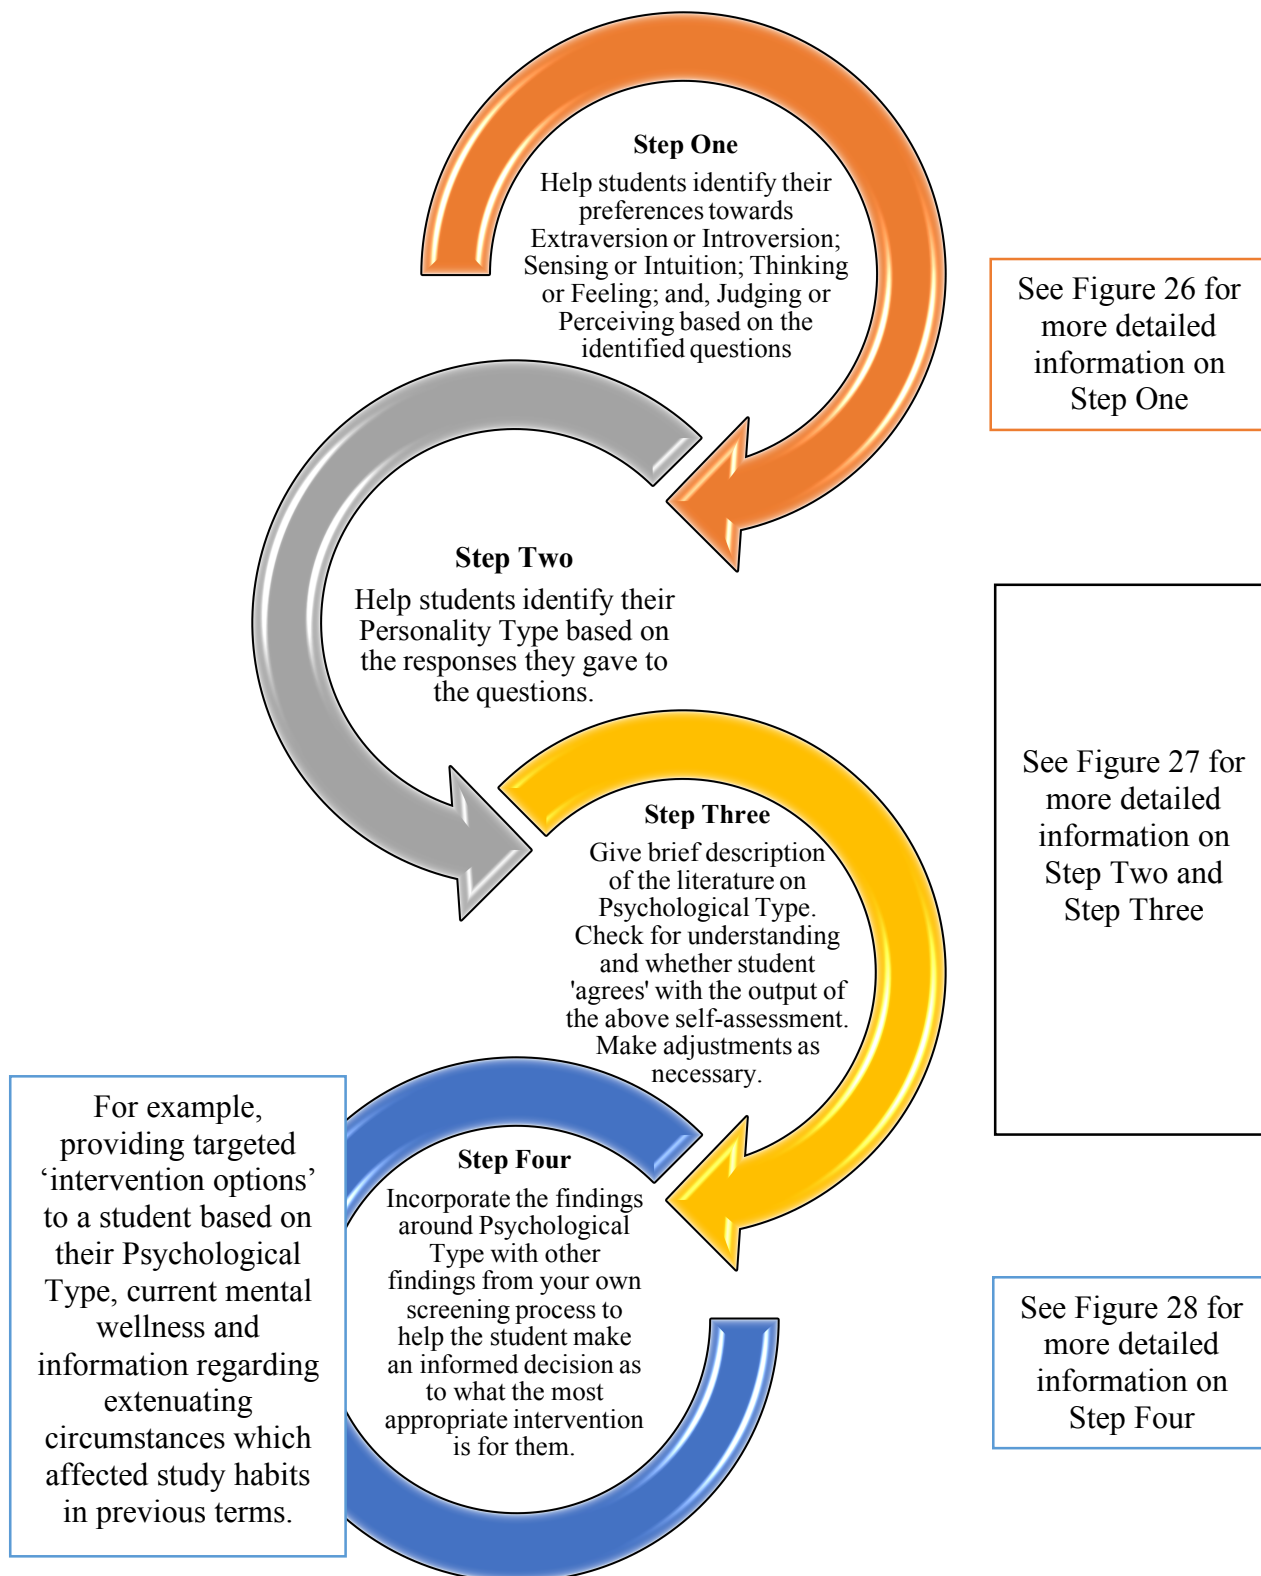 Step One
Help students identify their
preferences towards
Extraversion or Introversion;
Sensing or Intuition; Thinking
or Feeling; and, Judging or
Perceiving based on the
identified questions
See Figure 26 for
more detailed
information on
Step One
Step Two
Help students identify their
Personality Type based on
the responses they gave to
the questions.
See Figure 27 for
more detailed
information on
Step Two and
Step Three
Step Three
Give brief description
of the literature on
Psychological Type.
Check for understanding
and whether student
'agrees' with the output of
the above self-assessment.
Make adjustments as
necessary.
For example,
providing targeted
‘intervention options’
to a student based on
their Psychological
Type, current mental
wellness and
information regarding
extenuating
circumstances which
affected study habits
in previous terms.
Step Four
Incorporate the findings
around Psychological
Type with other
findings from your own
screening process to
help the student make
an informed decision as
to what the most
appropriate intervention
is for them.
See Figure 28 for
more detailed
information on
Step Four